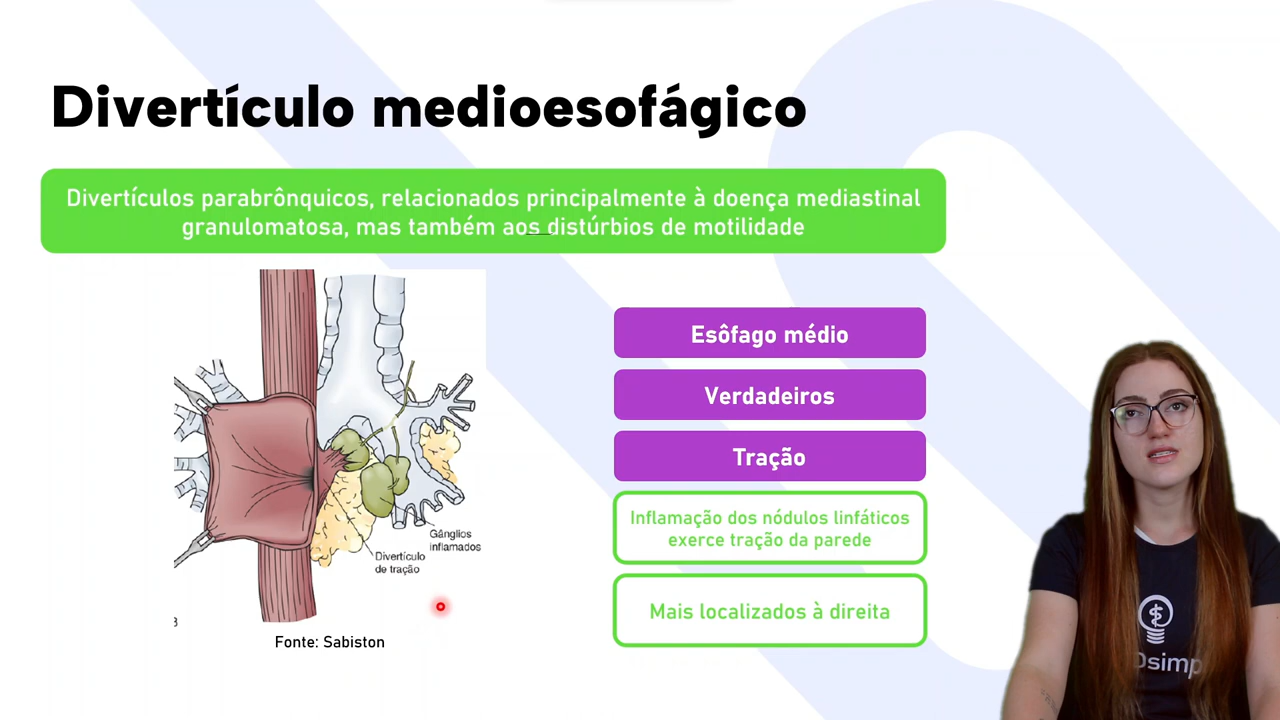 Divertículo medioesofágico
Divertículos parabrônquicos, relacionados principalmente à doença mediastinal
granulomatosa, mas também aos distúrbios de motilidade
Esôfago médio
Verdadeiros
Tração
Inflamação dos nódulos linfáticos
exerce tração da parede
Mais localizados à direita
Gânglios
inflamados
Divertículo
de tração
Fonte: Sabiston